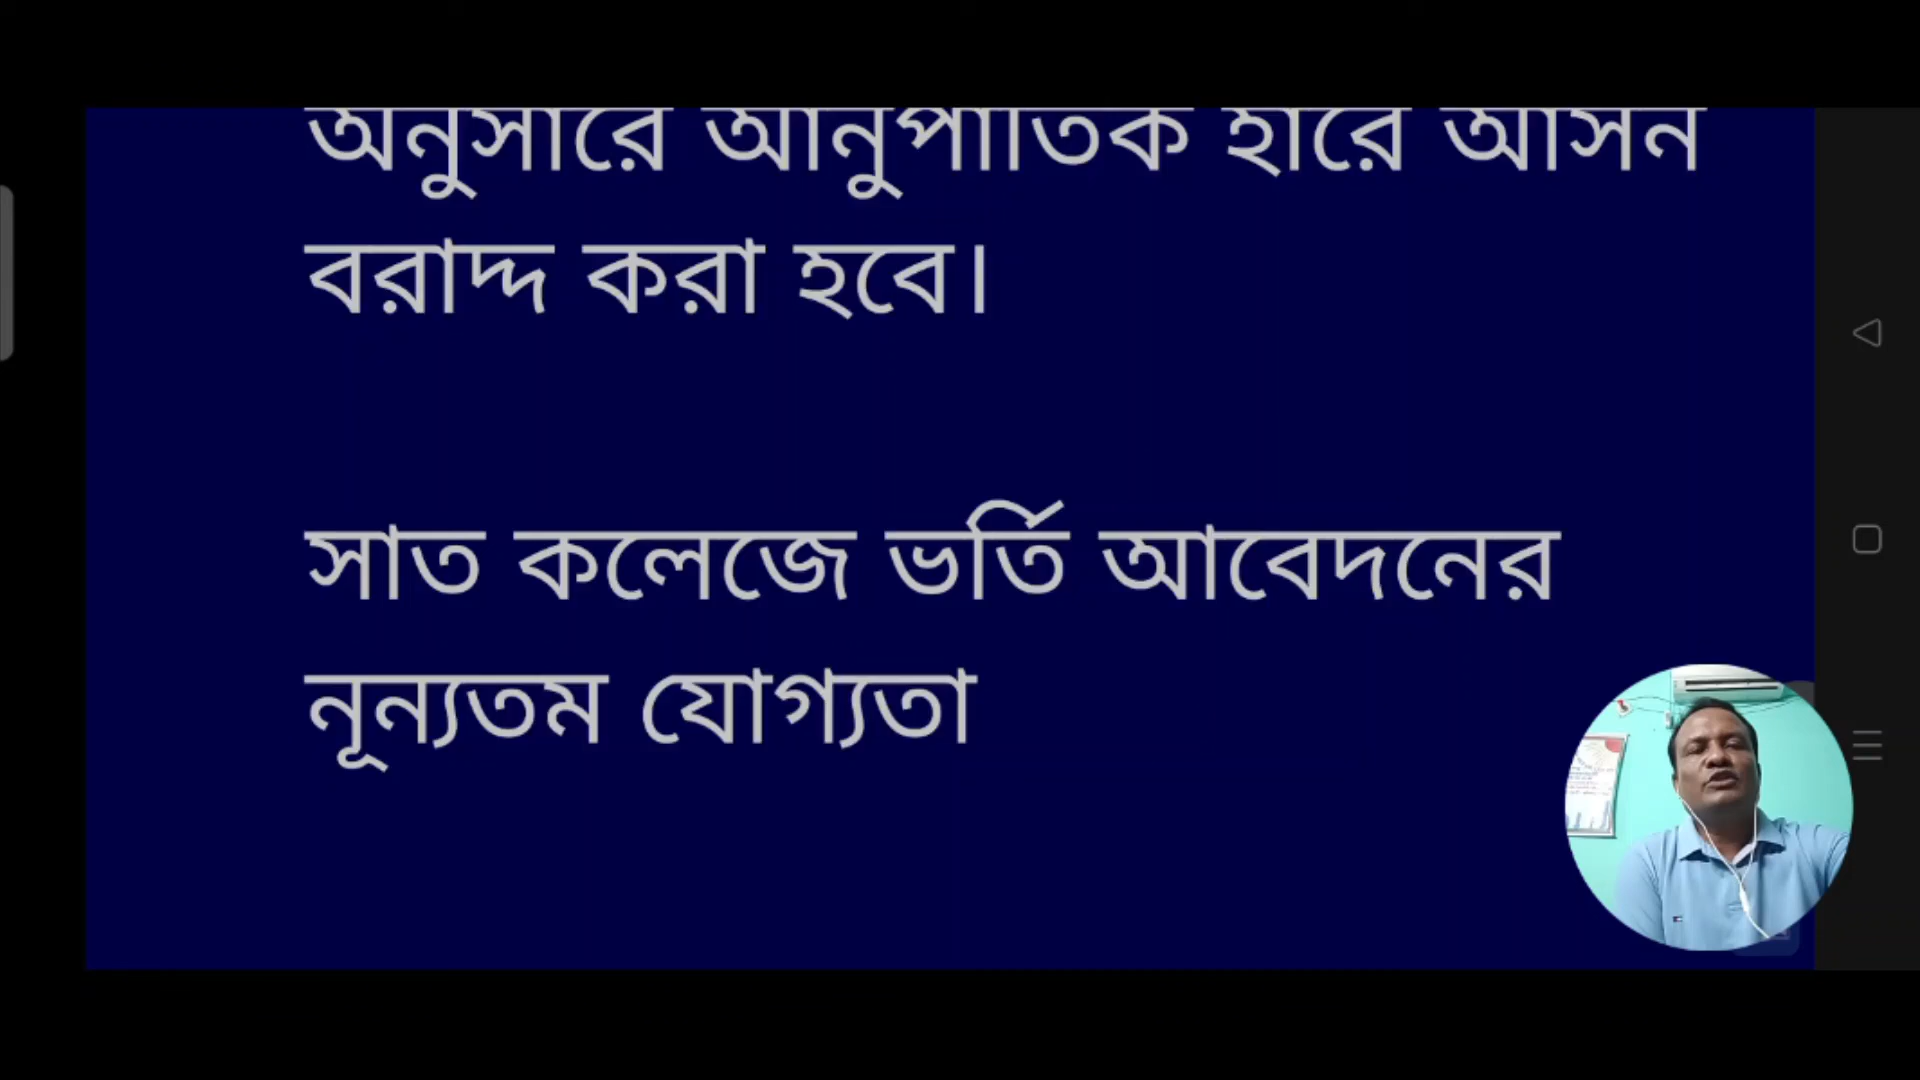 অনুসারে আনুপাতিক হারে আসন
বরাদ্দ করা হবে।
সাত কলেজে ভর্তি আবেদনের
নূন্যতম যোগ্যতা